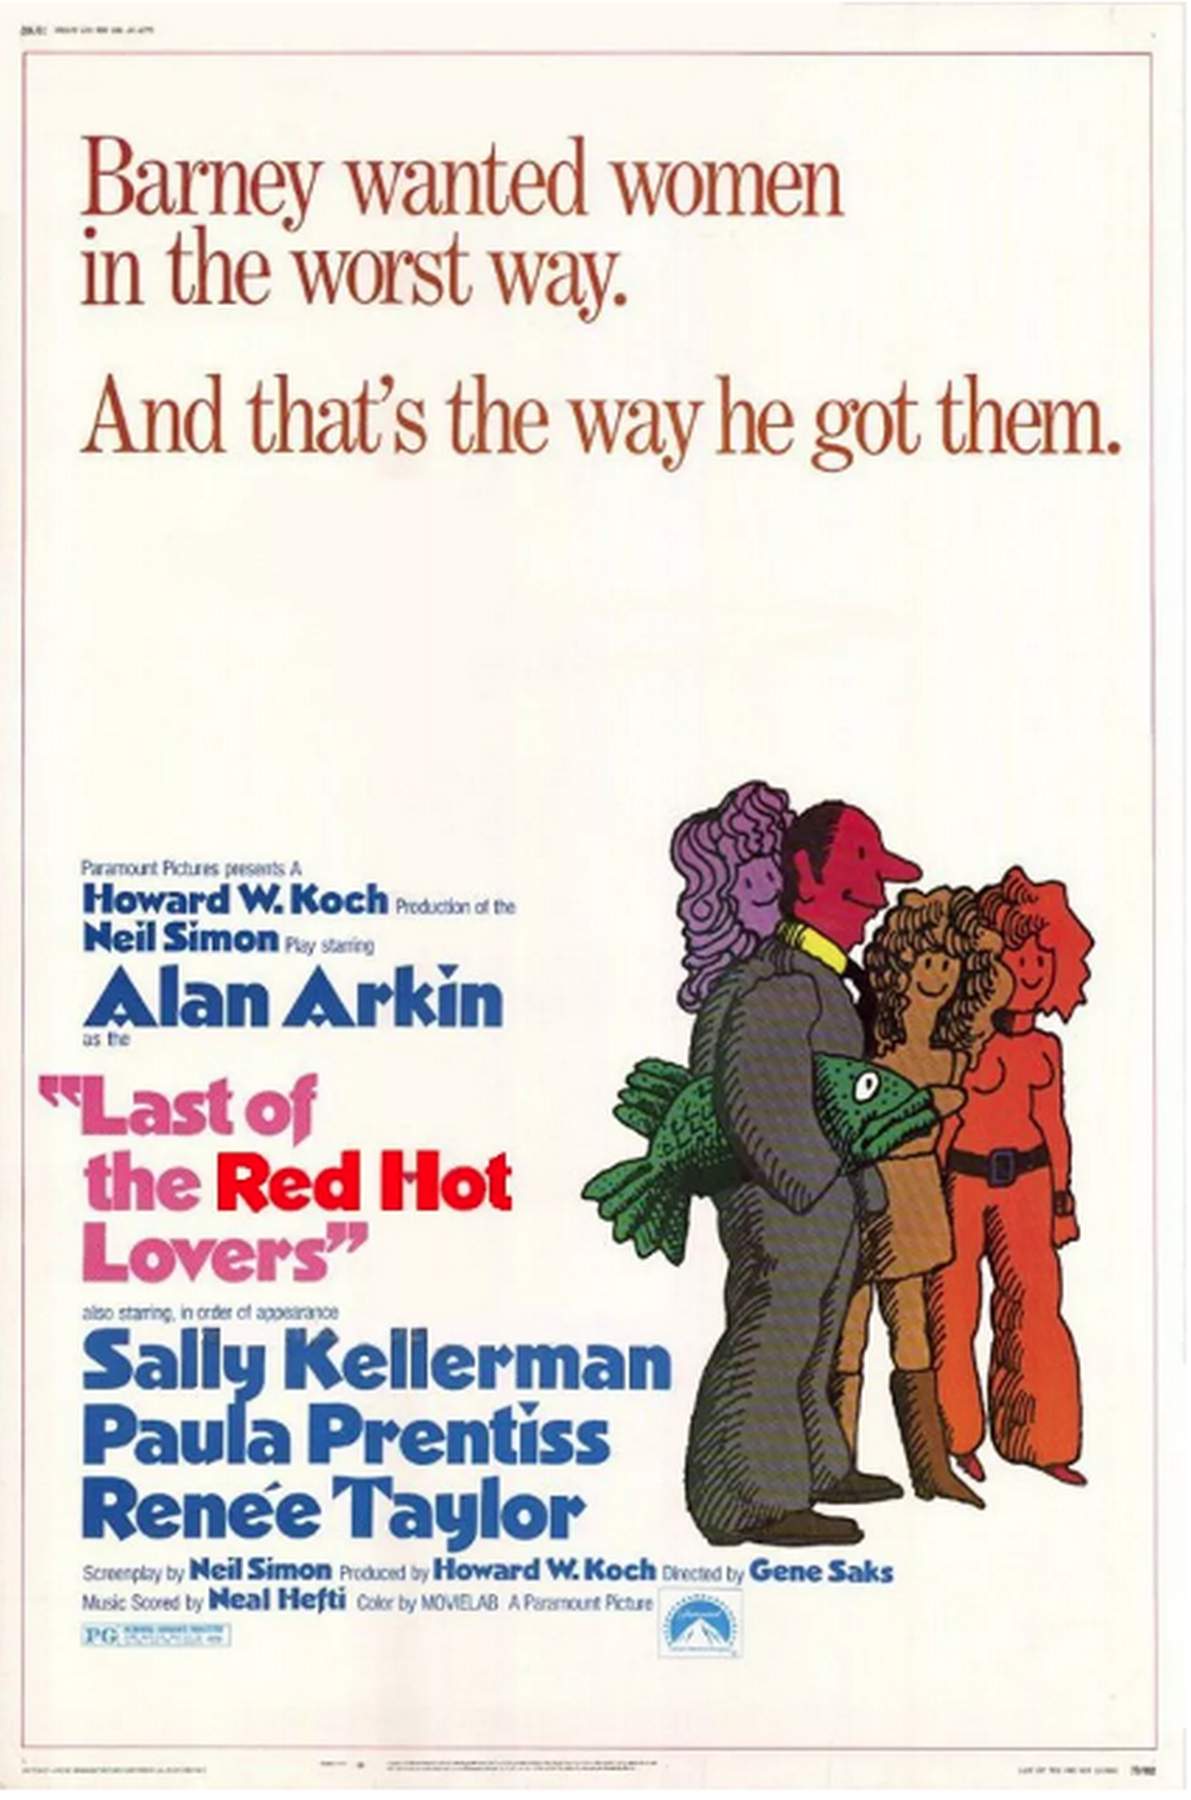 Barney wanted women
in the worst way.
And that's the way he got them.
Paramount Pictures presents A
Howard W. Koch Production of the
Neil Simon Play starring
Alan Arkin
as the
"Last of
the Red Hot
Lovers"
also starring, in order of appearance
Sally Kellerman
Paula Prentiss
Renée Taylor
Screenplay by Neil Simon Produced by Howard W. Koch Directed by Gene Saks
Music Scored by Neal Hefti Color by MOVIELAB A Paramount Picture
PG
Paramount